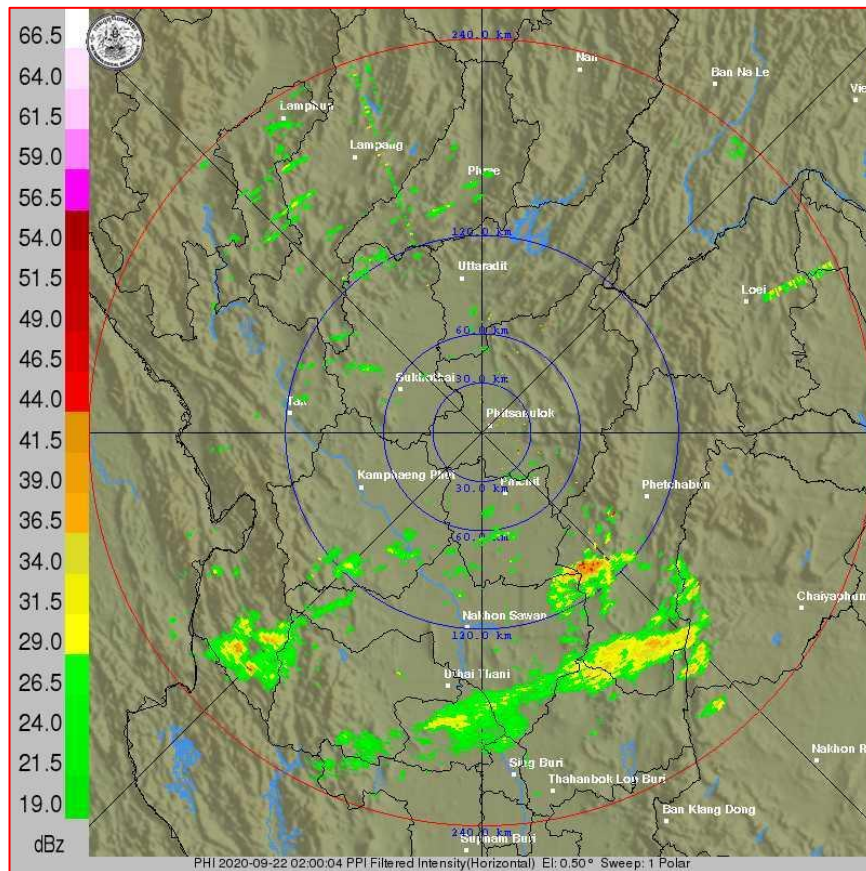 66.5
64.0
61.5
59.0
56.5
54.0
51.5
49.0
46.5
44.0
41.5
39.0
36.5
34.0
31.5
29.0
26.5
24.0
21.5
19.0
dBz
240.0 km
Nan
Ban Na Le
Vie
Lamphun
Lampang
Phrae
120.0 km
Uttaradit
Loei
60.0 km
30.0 km
Sukhothai
Tak
Phitsanulok
Kamphaeng Phet
30.0 km
Phichit
Phetchabun
60.0 km
Chaiyaphum
Nakhon Sawan
120.0 km
Uthai Thani
Sing Buri
Nakhon R
Thahanbok Lop Buri
Ban Klang Dong
240.0 km
Suphan Buri
PHI 2020-09-22 02:00:04 PPI Filtered Intensity(Horizontal) El: 0.50° Sweep: 1 Polar